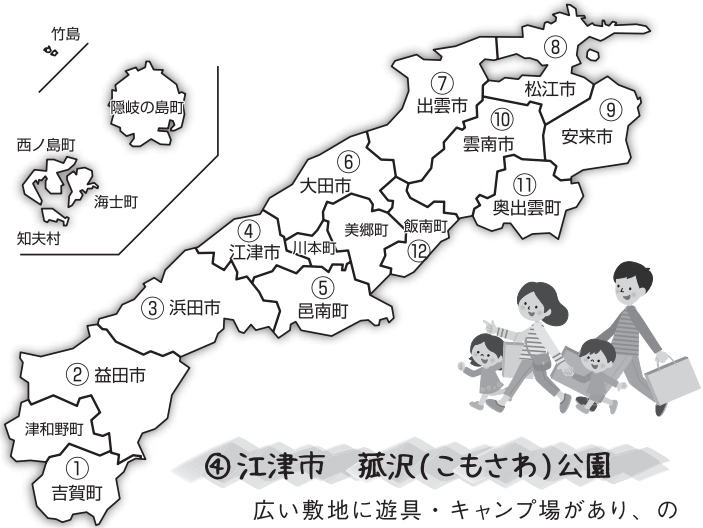 竹島
隠岐の島町
西ノ島町
海士町
知夫村
⑧
松江市
⑦
出雲市
⑨
安来市
⑩
雲南市
⑪
奥出雲町
⑥
大田市
美郷町
飯南町
⑫
④
江津市
川本町
⑤
邑南町
③ 浜田市
② 益田市
津和野町
①
吉賀町
④江津市 菰沢(こもさわ)公園
広い敷地に遊具・キャンプ場があり、の